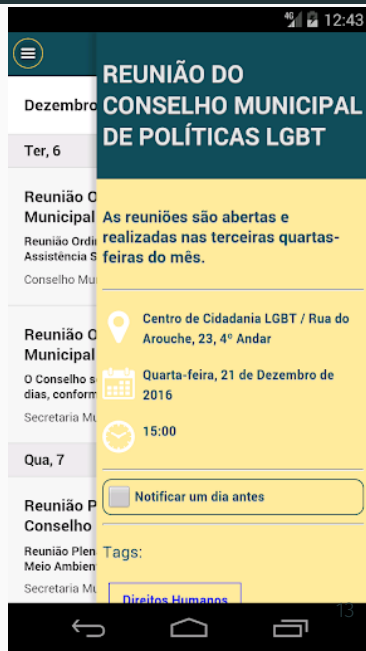 4G 12:43
REUNIÃO DO
CONSELHO MUNICIPAL
DE POLÍTICAS LGBT
As reuniões são abertas e
realizadas nas terceiras quartas-
feiras do mês.
Centro de Cidadania LGBT / Rua do
Arouche, 23, 4º Andar
Quarta-feira, 21 de Dezembro de
2016
15:00
Notificar um dia antes
Tags:
Direitos Humanos
Dezembro
Ter, 6
Reunião O
Municipal
Reunião Ordi
Assistência S
Conselho Mu
Reunião O
Municipal
O Conselho s
dias, conform
Secretaria Mu
Qua, 7
Reunião P
Conselho
Reunião Plen
Meio Ambien
Secretaria Mu
13